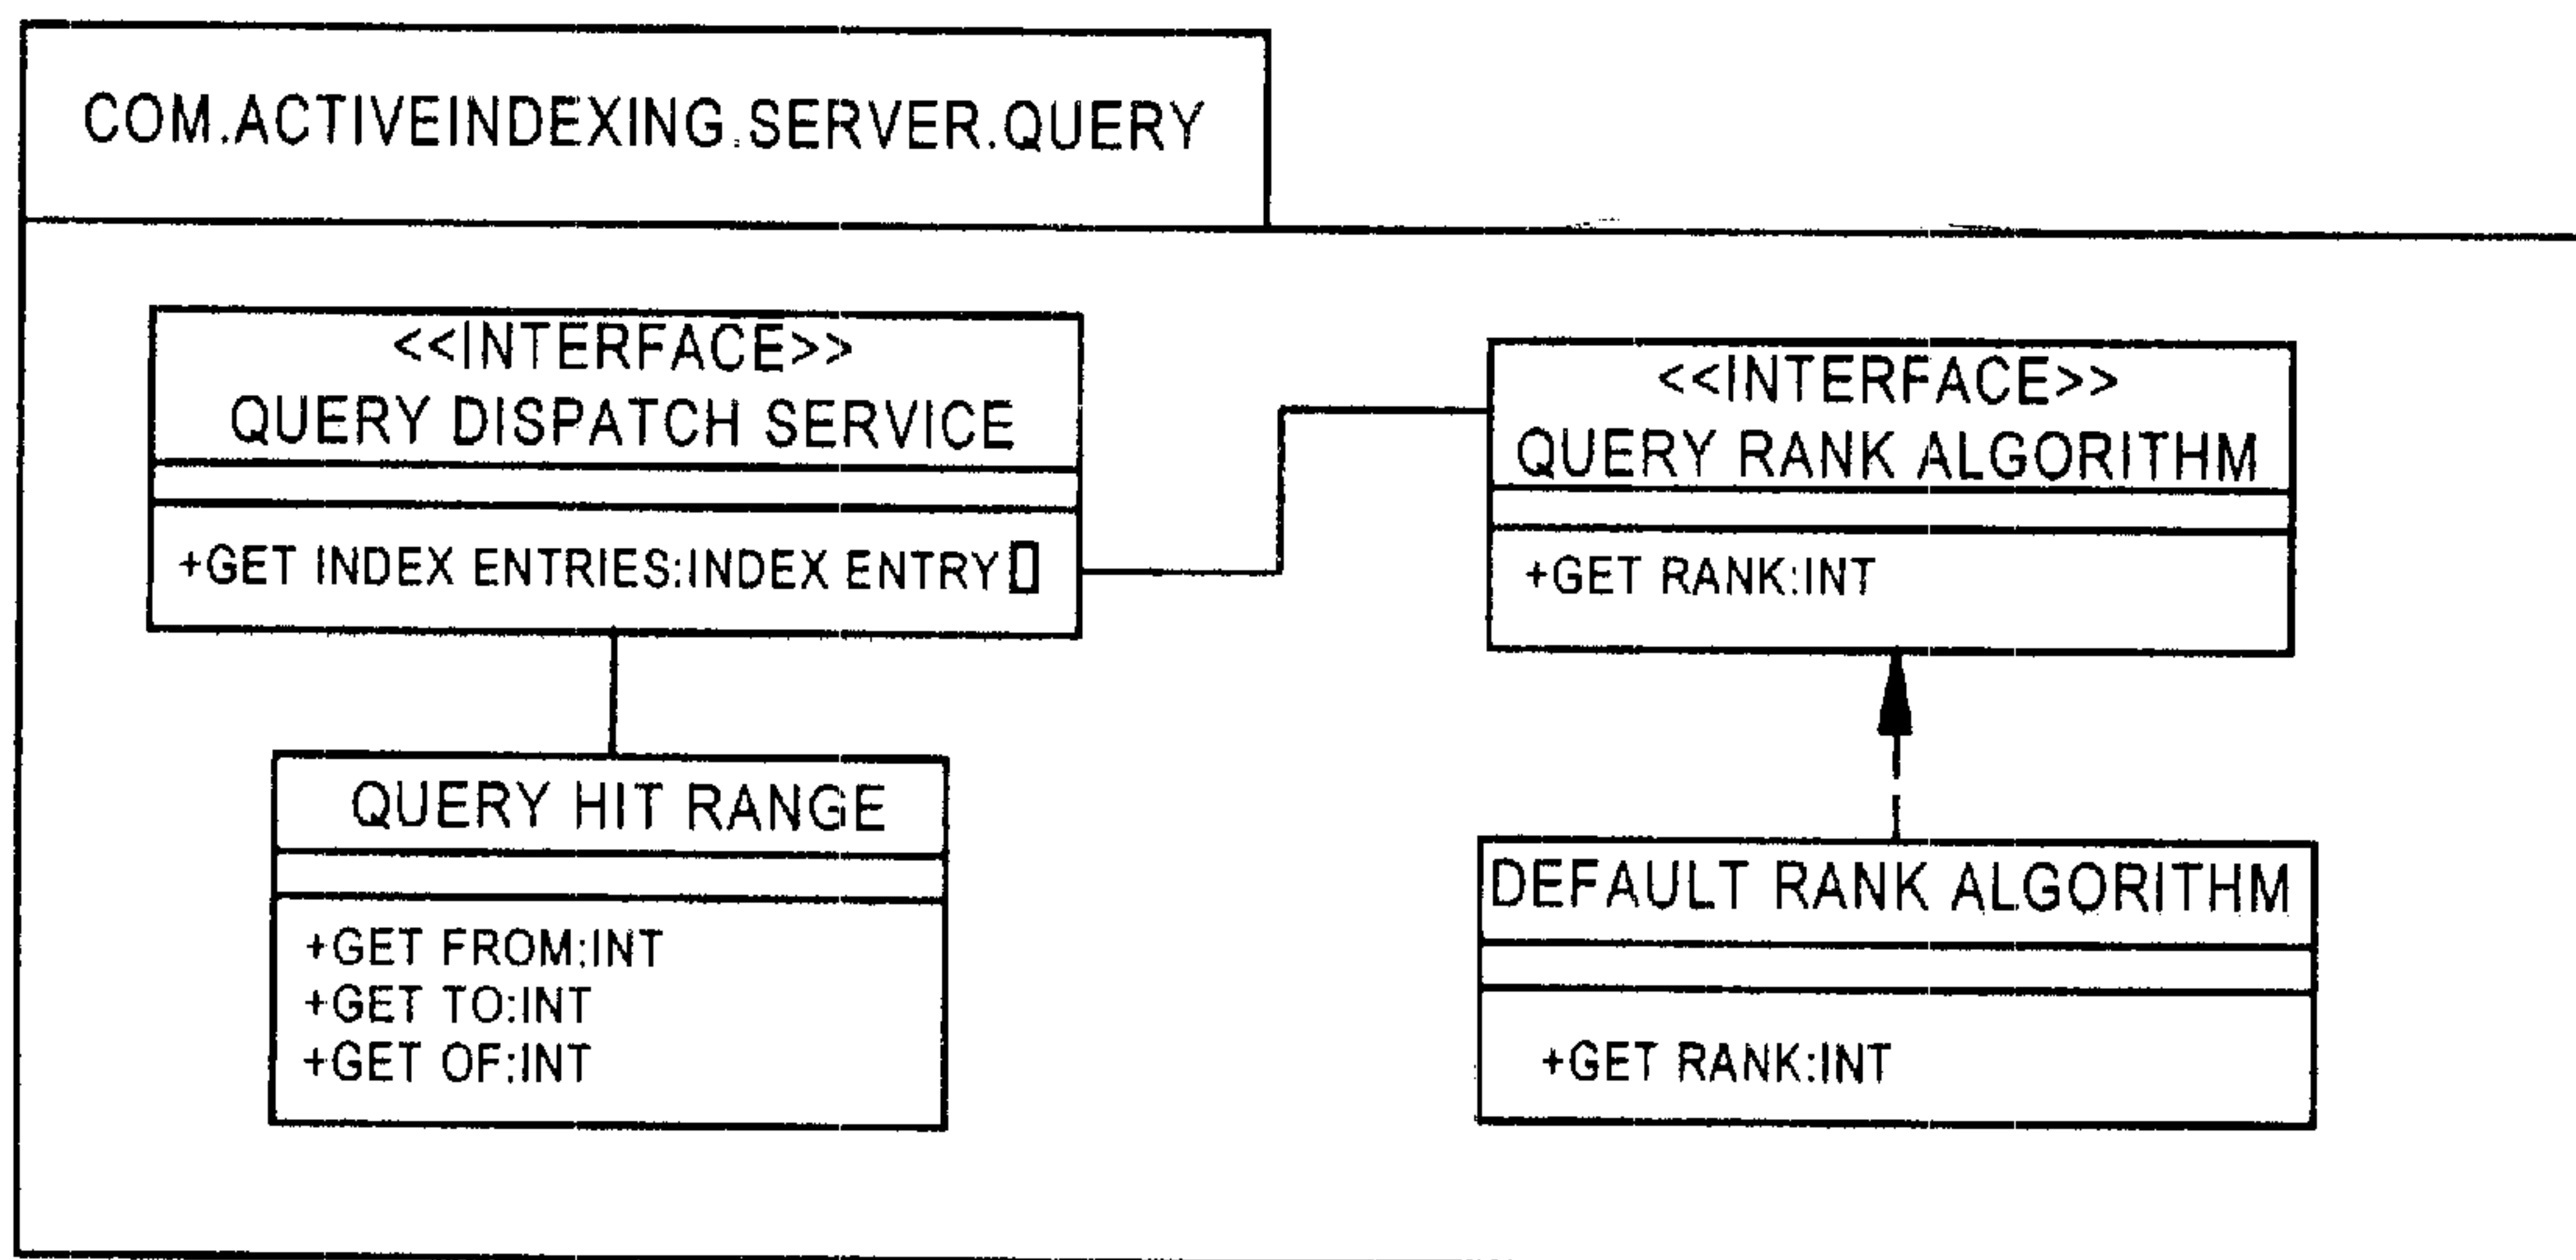 COM.ACTIVEINDEXING.SERVER.QUERY
<<INTERFACE>>
QUERY DISPATCH SERVICE
+GET INDEX ENTRIES:INDEX ENTRY[]
<<INTERFACE>>
QUERY RANK ALGORITHM
+GET RANK:INT
QUERY HIT RANGE
+GET FROM:INT
+GET TO:INT
+GET OF:INT
DEFAULT RANK ALGORITHM
+GET RANK:INT